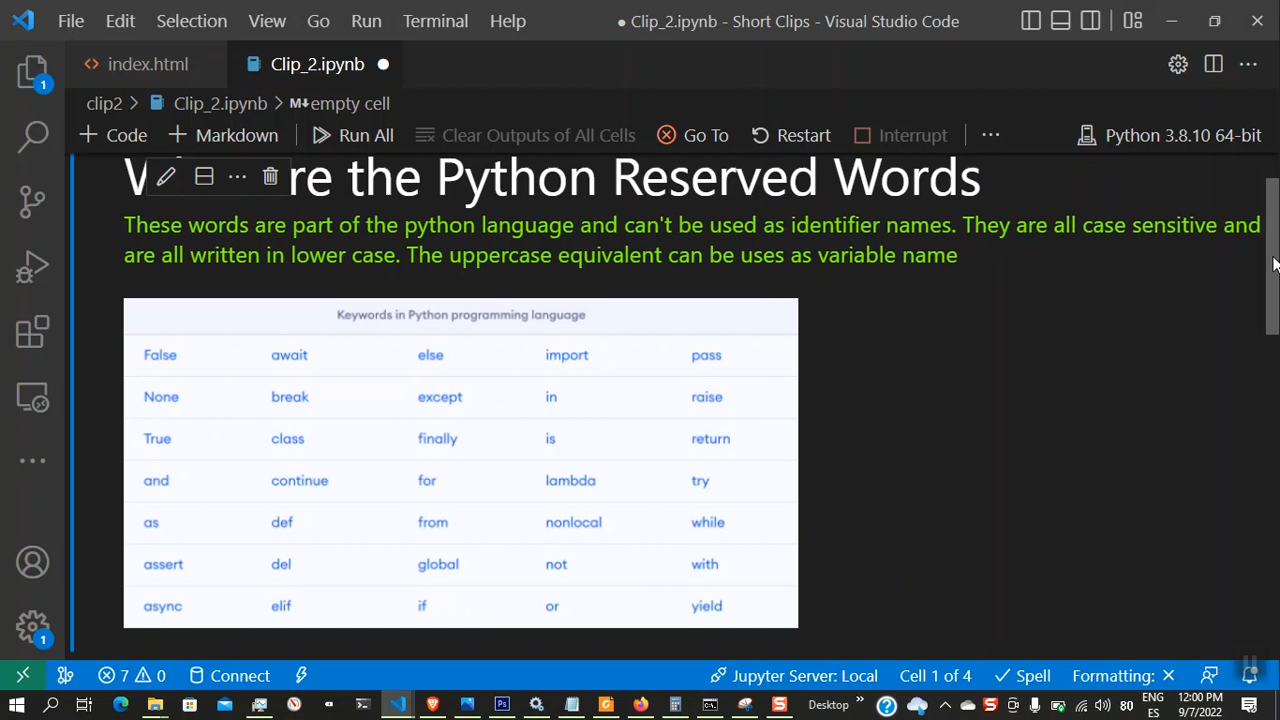 File Edit Selection View Go Run Terminal Help ● Clip_2.ipynb - Short Clips - Visual Studio Code
index.html Clip_2.ipynb
clip2 > Clip_2.ipynb > M↓empty cell
+ Code + Markdown Run All Clear Outputs of All Cells Go To Restart Interrupt ... Python 3.8.10 64-bit
re the Python Reserved Words
These words are part of the python language and can't be used as identifier names. They are all case sensitive and
are all written in lower case. The uppercase equivalent can be uses as variable name
Keywords in Python programming language
False await else import pass
None break except in raise
True class finally is return
and continue for lambda try
as def from nonlocal while
assert del global not with
async elif if or yield
1
1
7 0 Connect Jupyter Server: Local Cell 1 of 4 Spell Formatting:
Desktop 80 ENG 12:00 PM
ES 9/7/2022